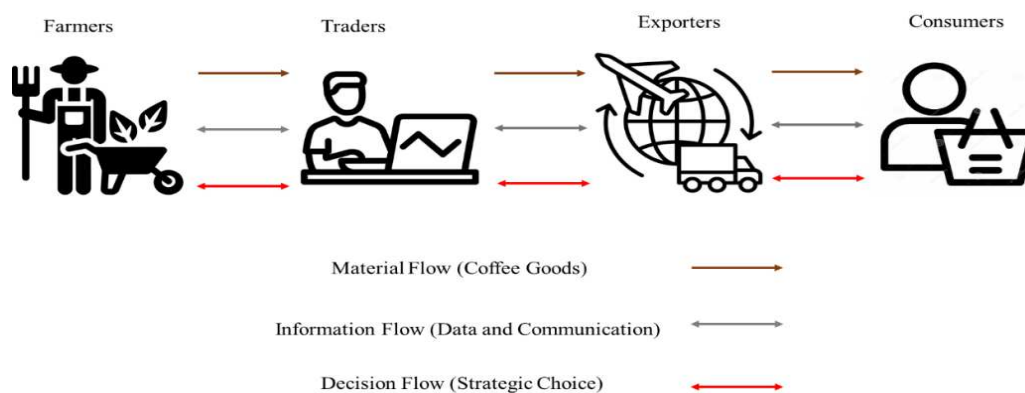 Farmers
Traders
Exporters
Consumers
Material Flow (Coffee Goods)
Information Flow (Data and Communication)
Decision Flow (Strategic Choice)